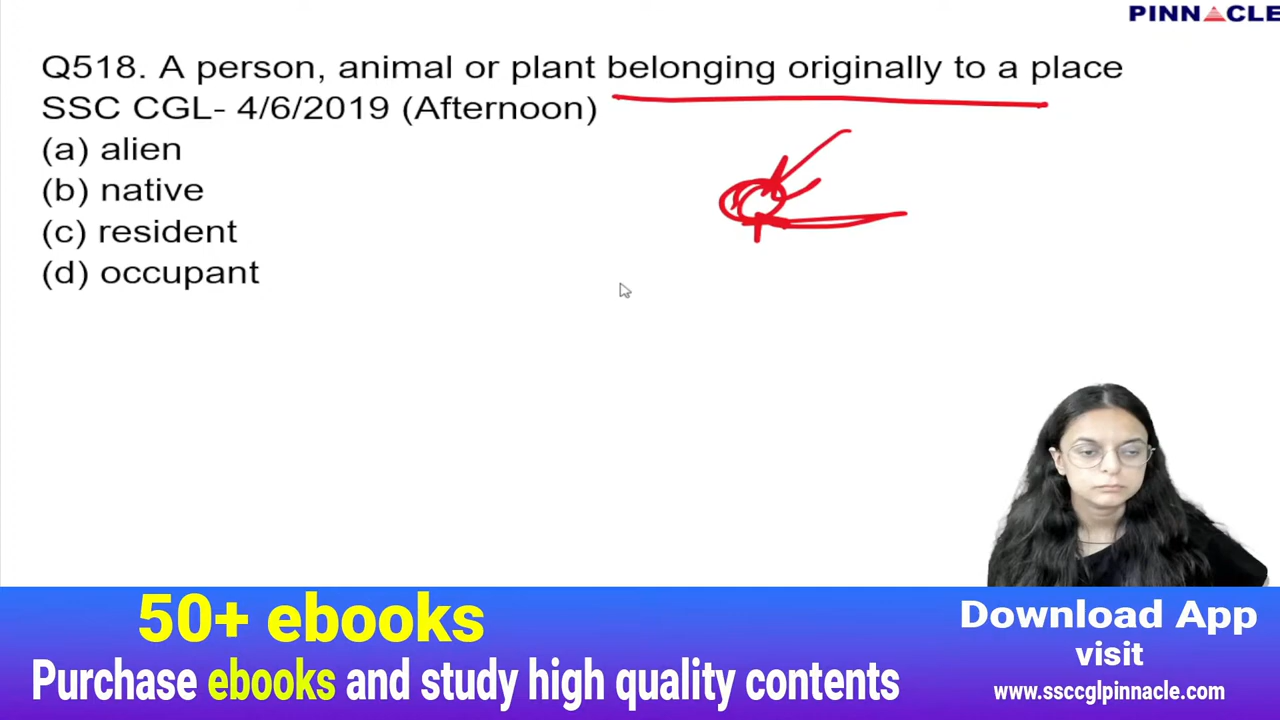 PINNACLE
Q518. A person, animal or plant belonging originally to a place
SSC CGL- 4/6/2019 (Afternoon)
(a) alien
(b) native
(c) resident
(d) occupant
50+ ebooks
Purchase ebooks and study high quality contents
Download App
visit
www.ssccglpinnacle.com